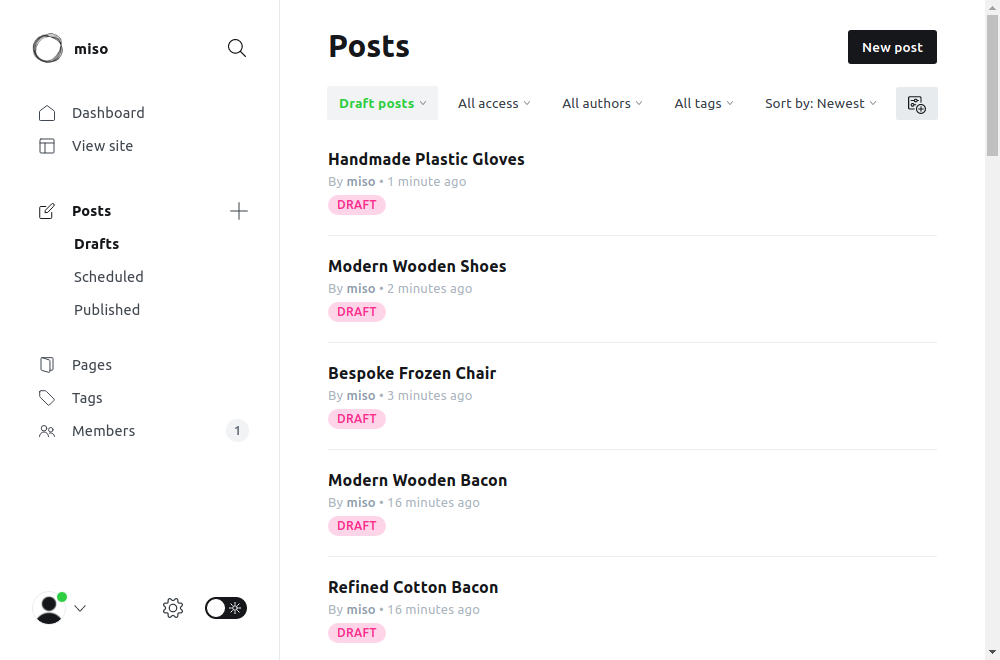 miso
Dashboard
View site
Posts
Drafts
Scheduled
Published
Pages
Tags
Members 1
Posts
New post
Draft posts All access All authors All tags Sort by: Newest
Handmade Plastic Gloves
By miso • 1 minute ago
DRAFT
Modern Wooden Shoes
By miso • 2 minutes ago
DRAFT
Bespoke Frozen Chair
By miso • 3 minutes ago
DRAFT
Modern Wooden Bacon
By miso • 16 minutes ago
DRAFT
Refined Cotton Bacon
By miso • 16 minutes ago
DRAFT